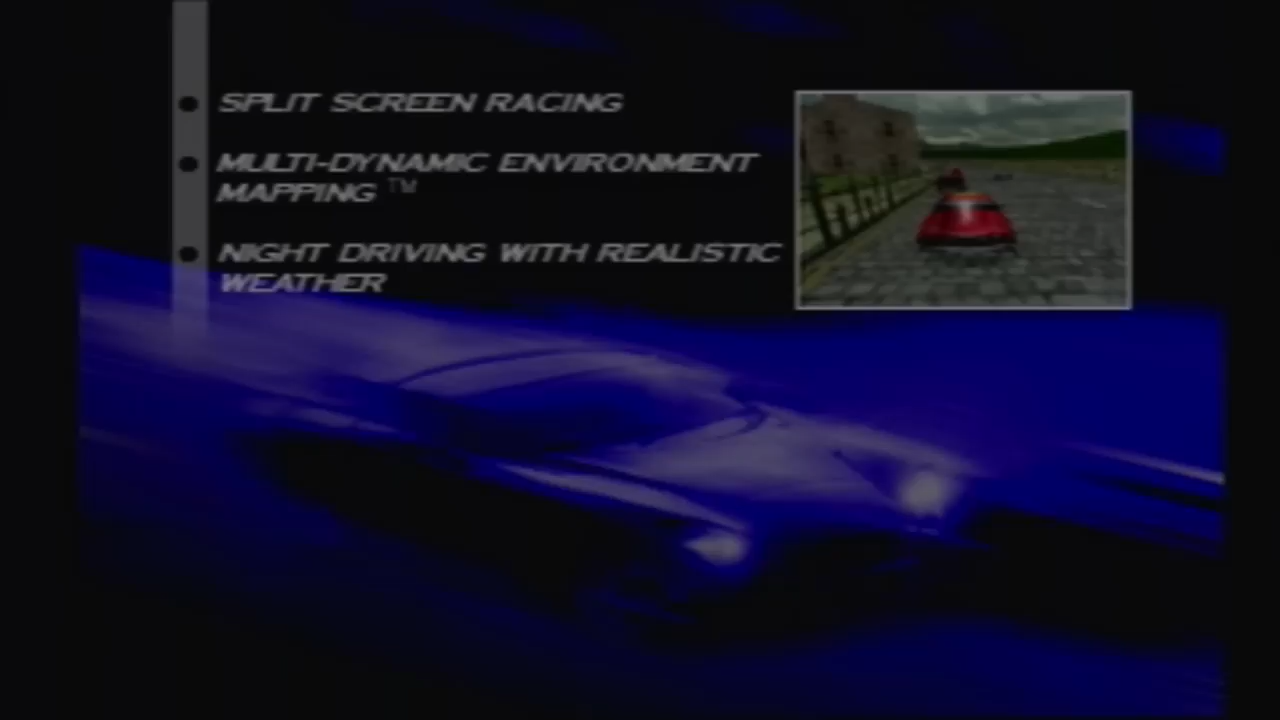 SPLIT SCREEN RACING
MULTI-DYNAMIC ENVIRONMENT
MAPPING ™
NIGHT DRIVING WITH REALISTIC
WEATHER